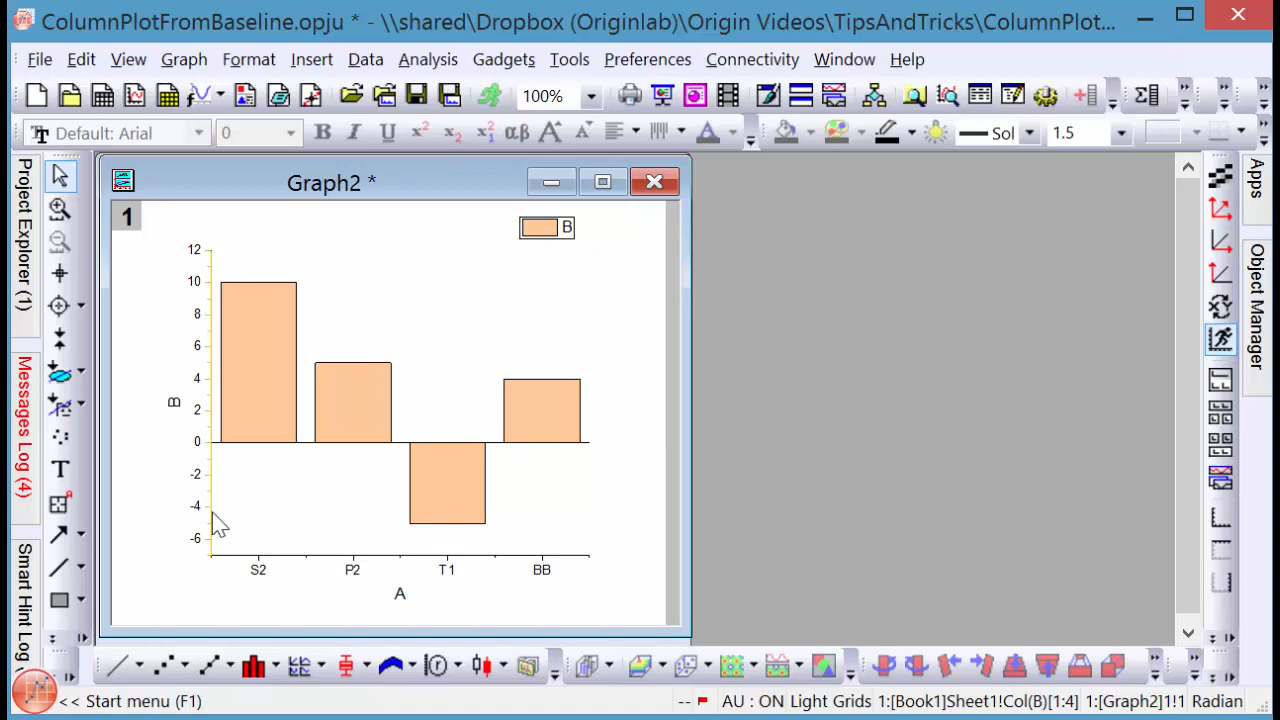 ColumnPlotFromBaseline.opju * - \\shared\Dropbox (Originlab)\Origin Videos\TipsAndTricks\ColumnPlot...
File Edit View Graph Format Insert Data Analysis Gadgets Tools Preferences Connectivity Window Help
100%
Default: Arial 0 B I U x² x₂ αβ A A A Sol 1.5
Project Explorer (1)
Messages Log (4)
Smart Hint Log
Graph2 *
1
B
12
10
8
6
4
2
0
-2
-4
-6
B
S2 P2 T1 BB
A
T
Apps
Object Manager
<< Start menu (F1) -- AU : ON Light Grids 1:[Book1]Sheet1!Col(B)[1:4] 1:[Graph2]1!1 Radian